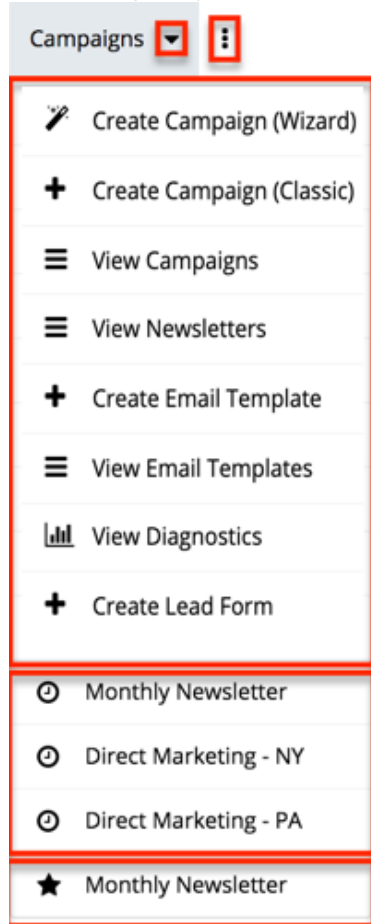 Campaigns
Create Campaign (Wizard)
Create Campaign (Classic)
View Campaigns
View Newsletters
Create Email Template
View Email Templates
View Diagnostics
Create Lead Form
Monthly Newsletter
Direct Marketing - NY
Direct Marketing - PA
Monthly Newsletter